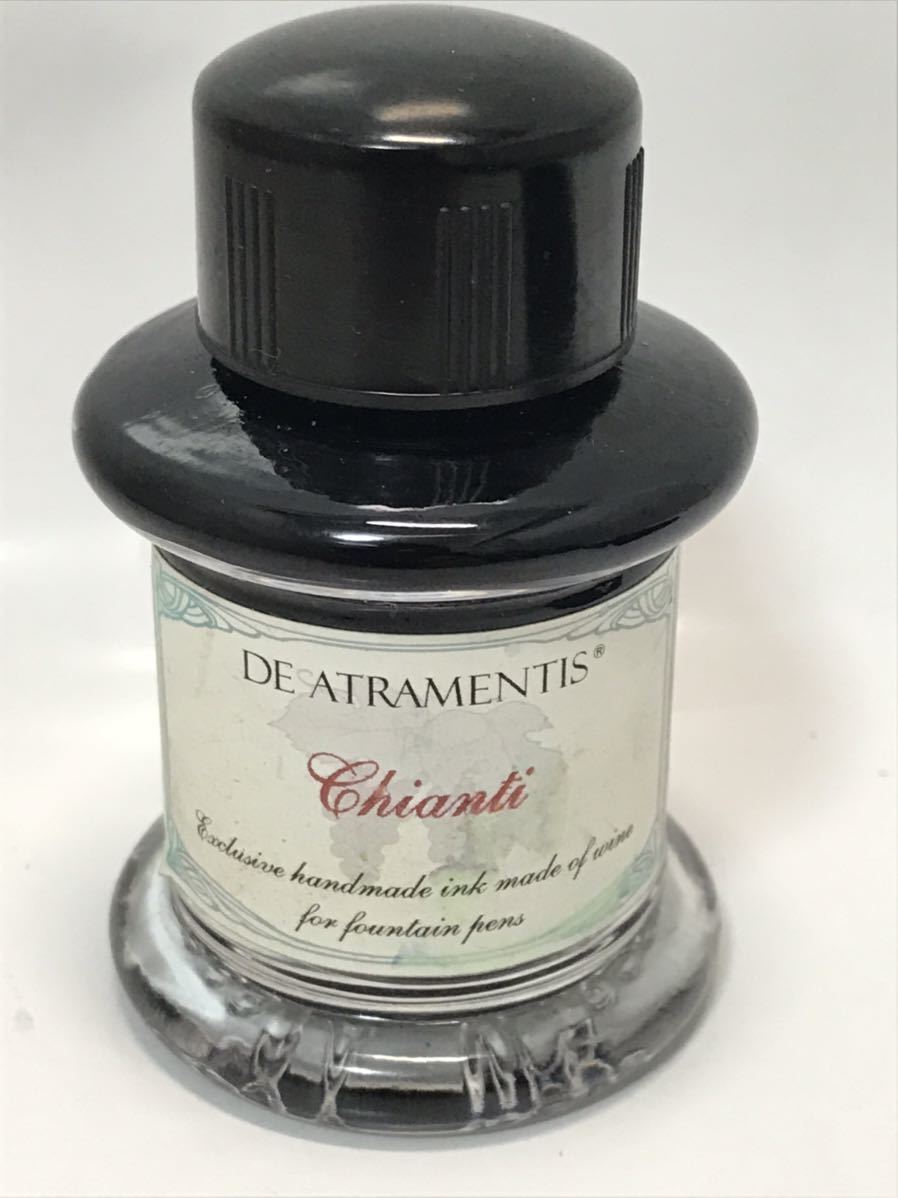 DE ATRAMENTIS®
Chianti
Exclusive handmade ink made of wine
for fountain pens